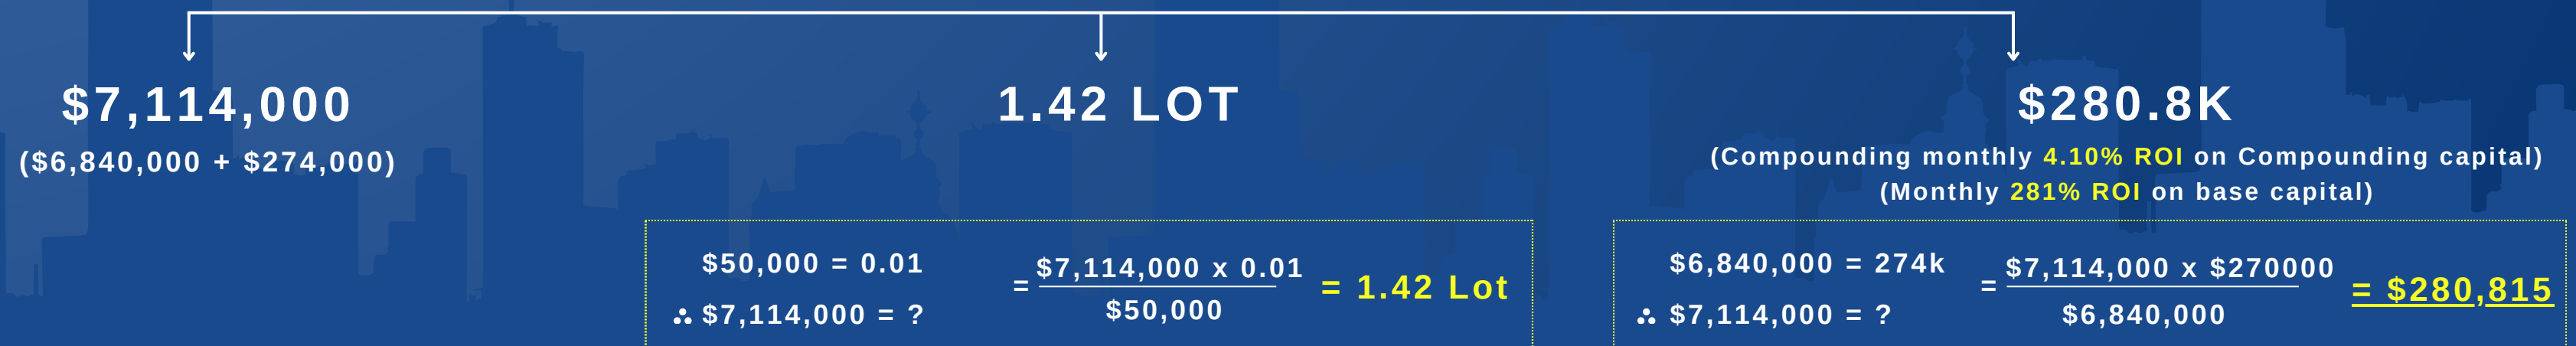 $7,114,000
($6,840,000 + $274,000)
1.42 LOT
$50,000 = 0.01
∴ $7,114,000 = ?
= $7,114,000 x 0.01
$50,000
= 1.42 Lot
$280.8K
(Compounding monthly 4.10% ROI on Compounding capital)
(Monthly 281% ROI on base capital)
$6,840,000 = 274k
∴ $7,114,000 = ?
= $7,114,000 x $270000
$6,840,000
= $280,815